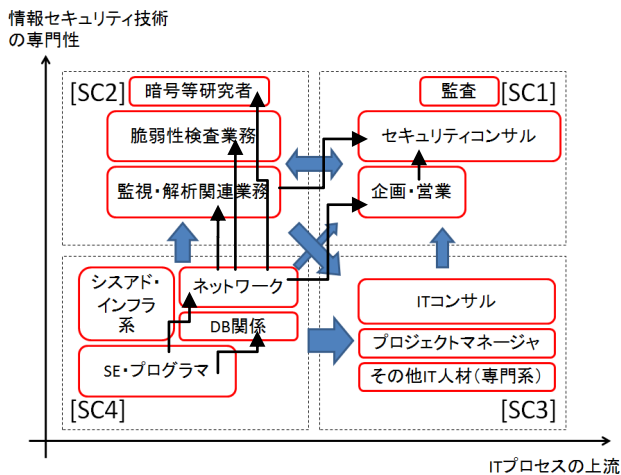 情報セキュリティ技術
の専門性
[SC2]
暗号等研究者
脆弱性検査業務
監視・解析関連業務
監査
[SC1]
セキュリティコンサル
企画・営業
シスアド・
インフラ
系
ネットワーク
DB関係
SE・プログラマ
[SC4]
ITコンサル
プロジェクトマネージャ
その他IT人材(専門系)
[SC3]
ITプロセスの上流